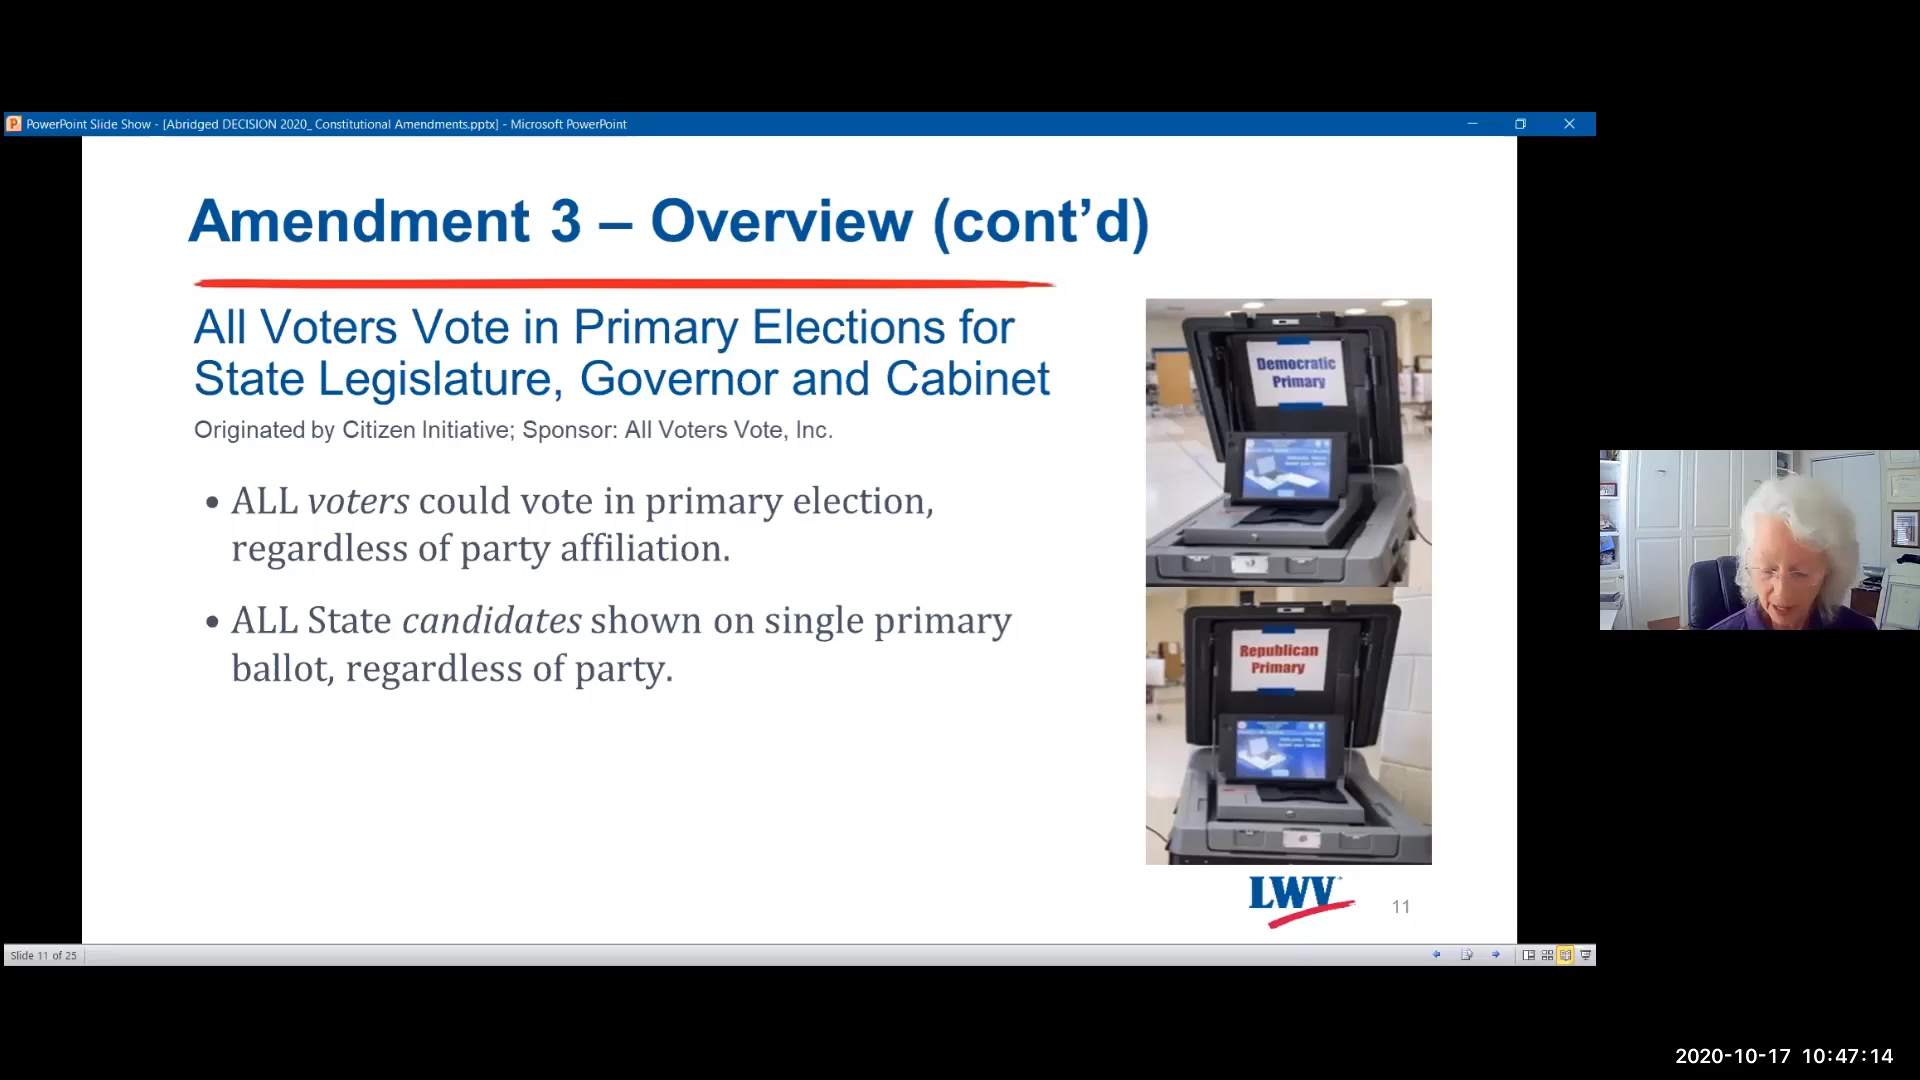 PowerPoint Slide Show - [Abridged DECISION 2020_ Constitutional Amendments.pptx] - Microsoft PowerPoint
Amendment 3 – Overview (cont’d)
All Voters Vote in Primary Elections for
State Legislature, Governor and Cabinet
Originated by Citizen Initiative; Sponsor: All Voters Vote, Inc.
• ALL voters could vote in primary election,
regardless of party affiliation.
• ALL State candidates shown on single primary
ballot, regardless of party.
Democratic
Primary
Republican
Primary
LWV
11
Slide 11 of 25
2020-10-17 10:47:14